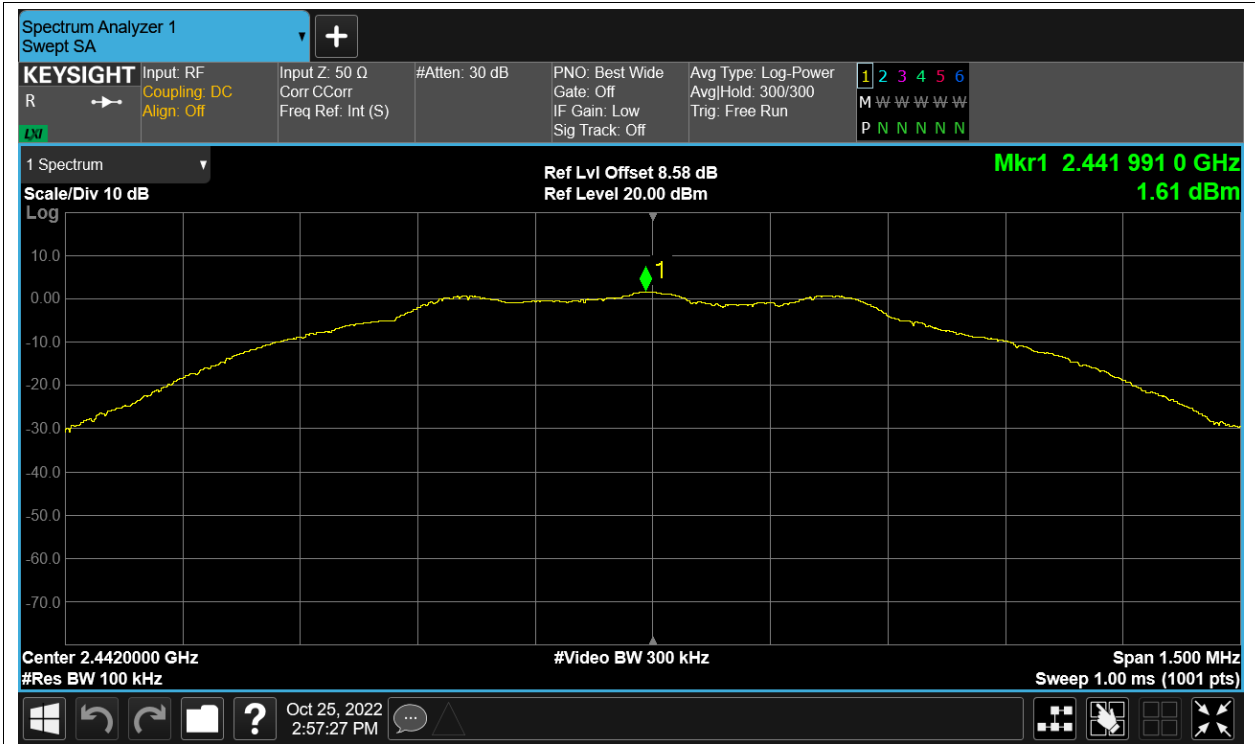 Spectrum Analyzer 1
Swept SA
+
KEYSIGHT
R
LXI
Input: RF
Coupling: DC
Align: Off
Input Z: 50 Ω
Corr CCorr
Freq Ref: Int (S)
#Atten: 30 dB
PNO: Best Wide
Gate: Off
IF Gain: Low
Sig Track: Off
Avg Type: Log-Power
Avg|Hold: 300/300
Trig: Free Run
1 2 3 4 5 6
M W W W W W W
P N N N N N
1 Spectrum
Scale/Div 10 dB
Log
Ref Lvl Offset 8.58 dB
Ref Level 20.00 dBm
Mkr1 2.441 991 0 GHz
1.61 dBm
1
10.0
0.00
-10.0
-20.0
-30.0
-40.0
-50.0
-60.0
-70.0
Center 2.4420000 GHz
#Res BW 100 kHz
#Video BW 300 kHz
Span 1.500 MHz
Sweep 1.00 ms (1001 pts)
?
Oct 25, 2022
2:57:27 PM